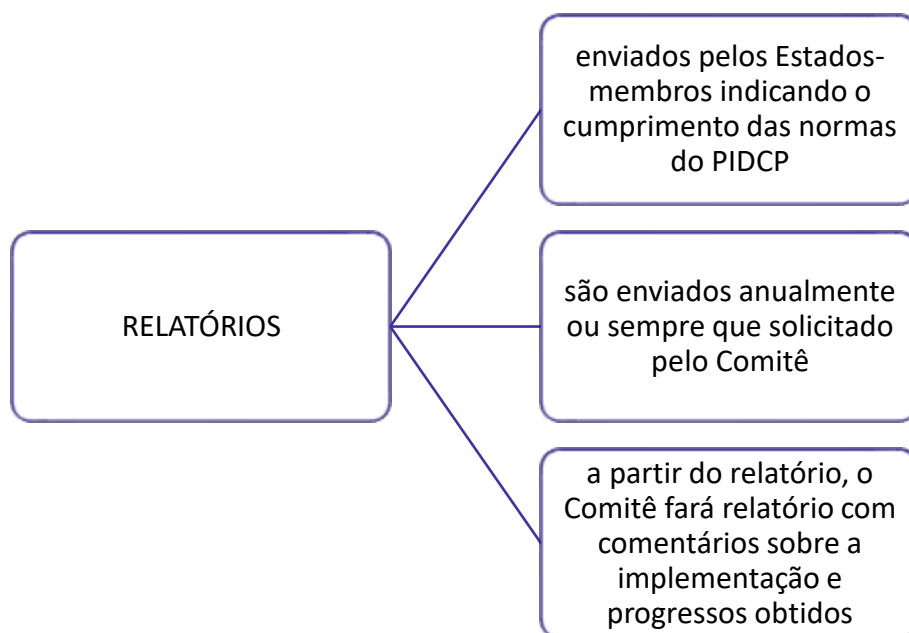 RELATÓRIOS
enviados pelos Estados-
membros indicando o
cumprimento das normas
do PIDCP
são enviados anualmente
ou sempre que solicitado
pelo Comitê
a partir do relatório, o
Comitê fará relatório com
comentários sobre a
implementação e
progressos obtidos